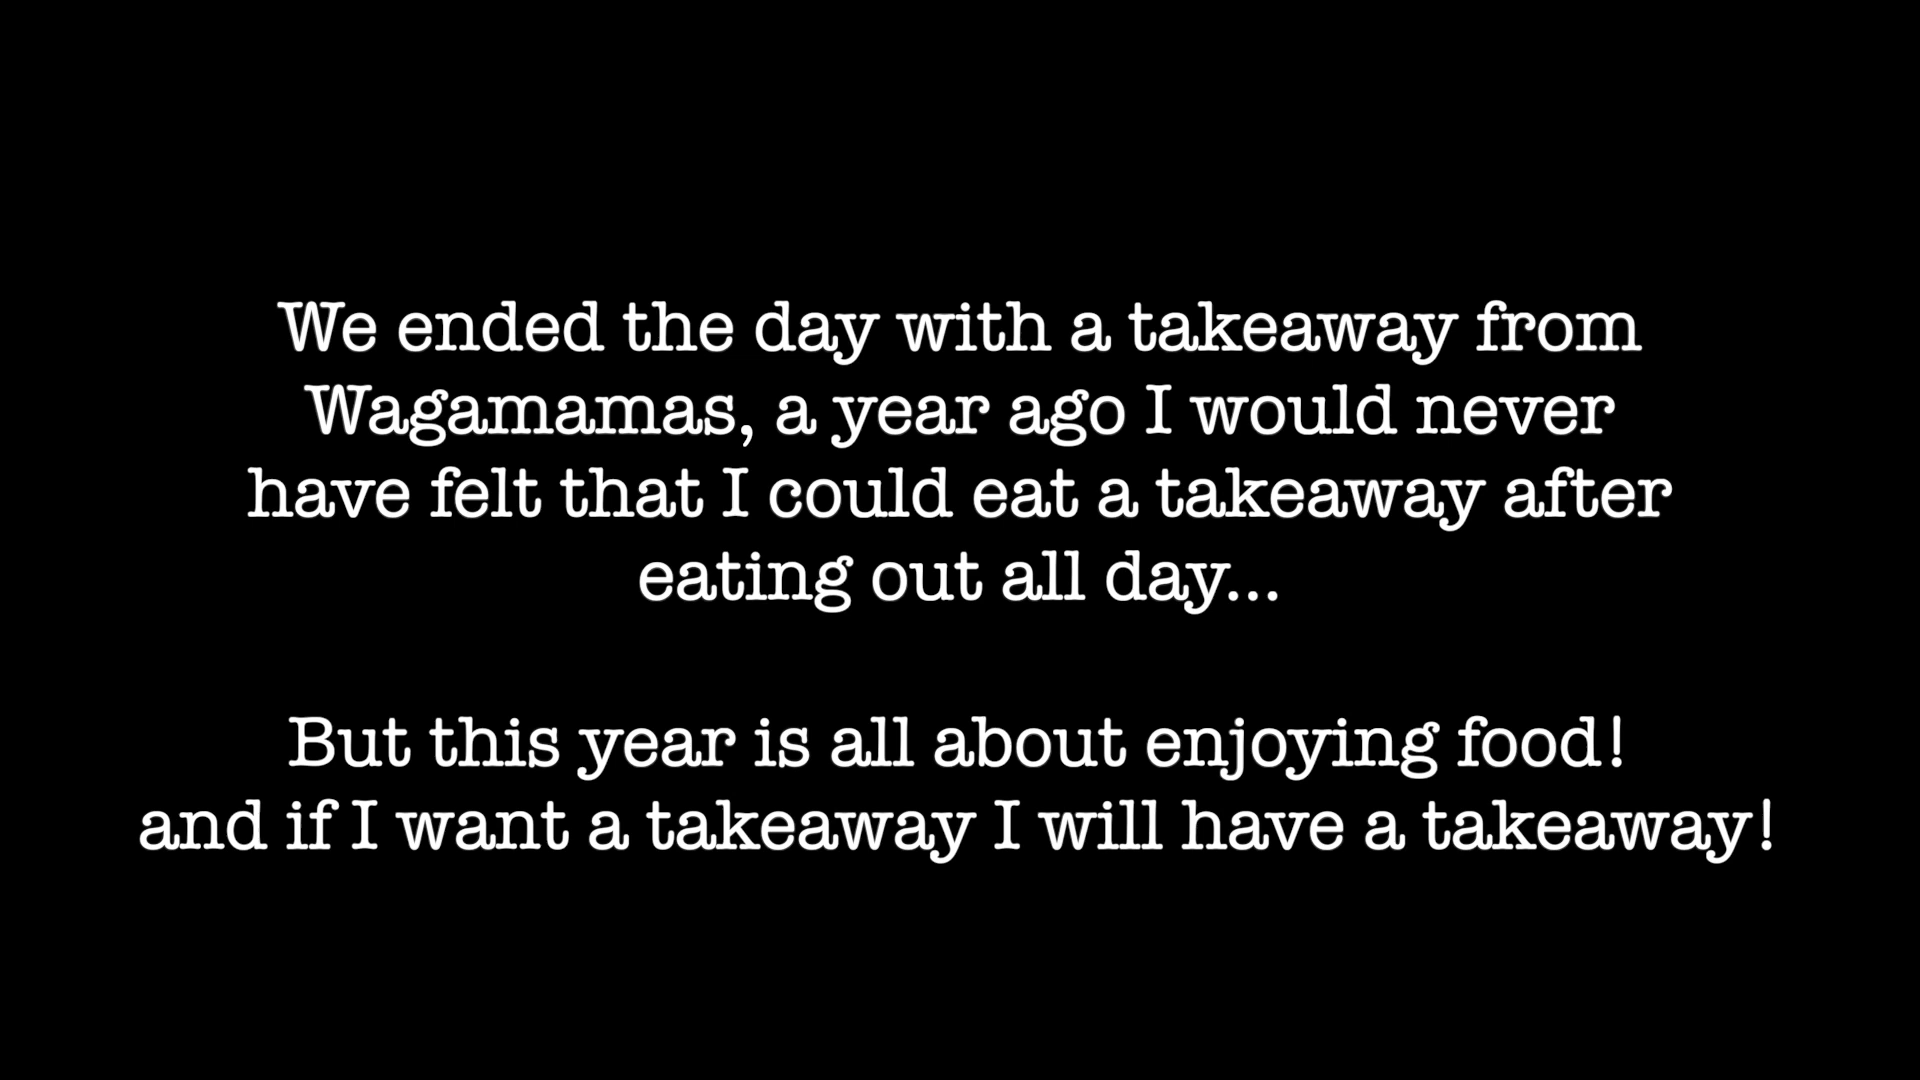 We ended the day with a takeaway from
Wagamamas, a year ago I would never
have felt that I could eat a takeaway after
eating out all day...
But this year is all about enjoying food!
and if I want a takeaway I will have a takeaway!